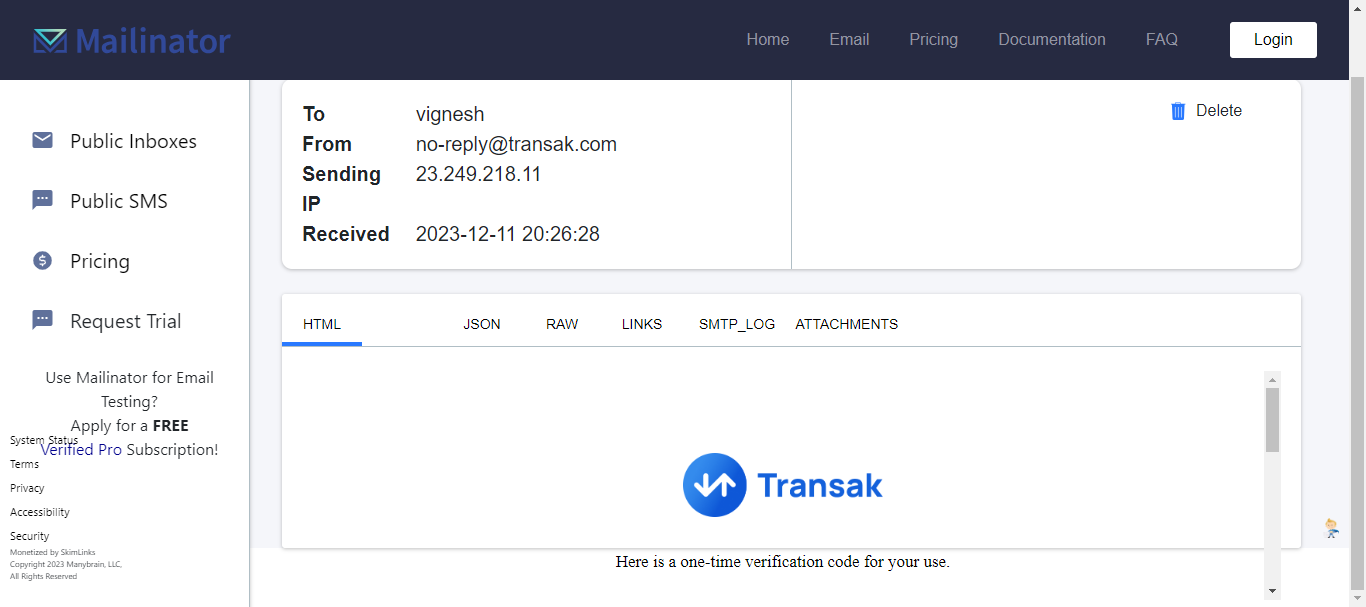 Mailinator
Home Email Pricing Documentation FAQ Login
Public Inboxes
Public SMS
Pricing
Request Trial
Use Mailinator for Email
Testing?
Apply for a FREE
Verified Pro Subscription!
System Status
Terms
Privacy
Accessibility
Security
Monetized by SkimLinks
Copyright 2023 Manybrain, LLC,
All Rights Reserved
To vignesh
From no-reply@transak.com
Sending 23.249.218.11
IP
Received 2023-12-11 20:26:28
Delete
HTML JSON RAW LINKS SMTP_LOG ATTACHMENTS
Transak
Here is a one-time verification code for your use.